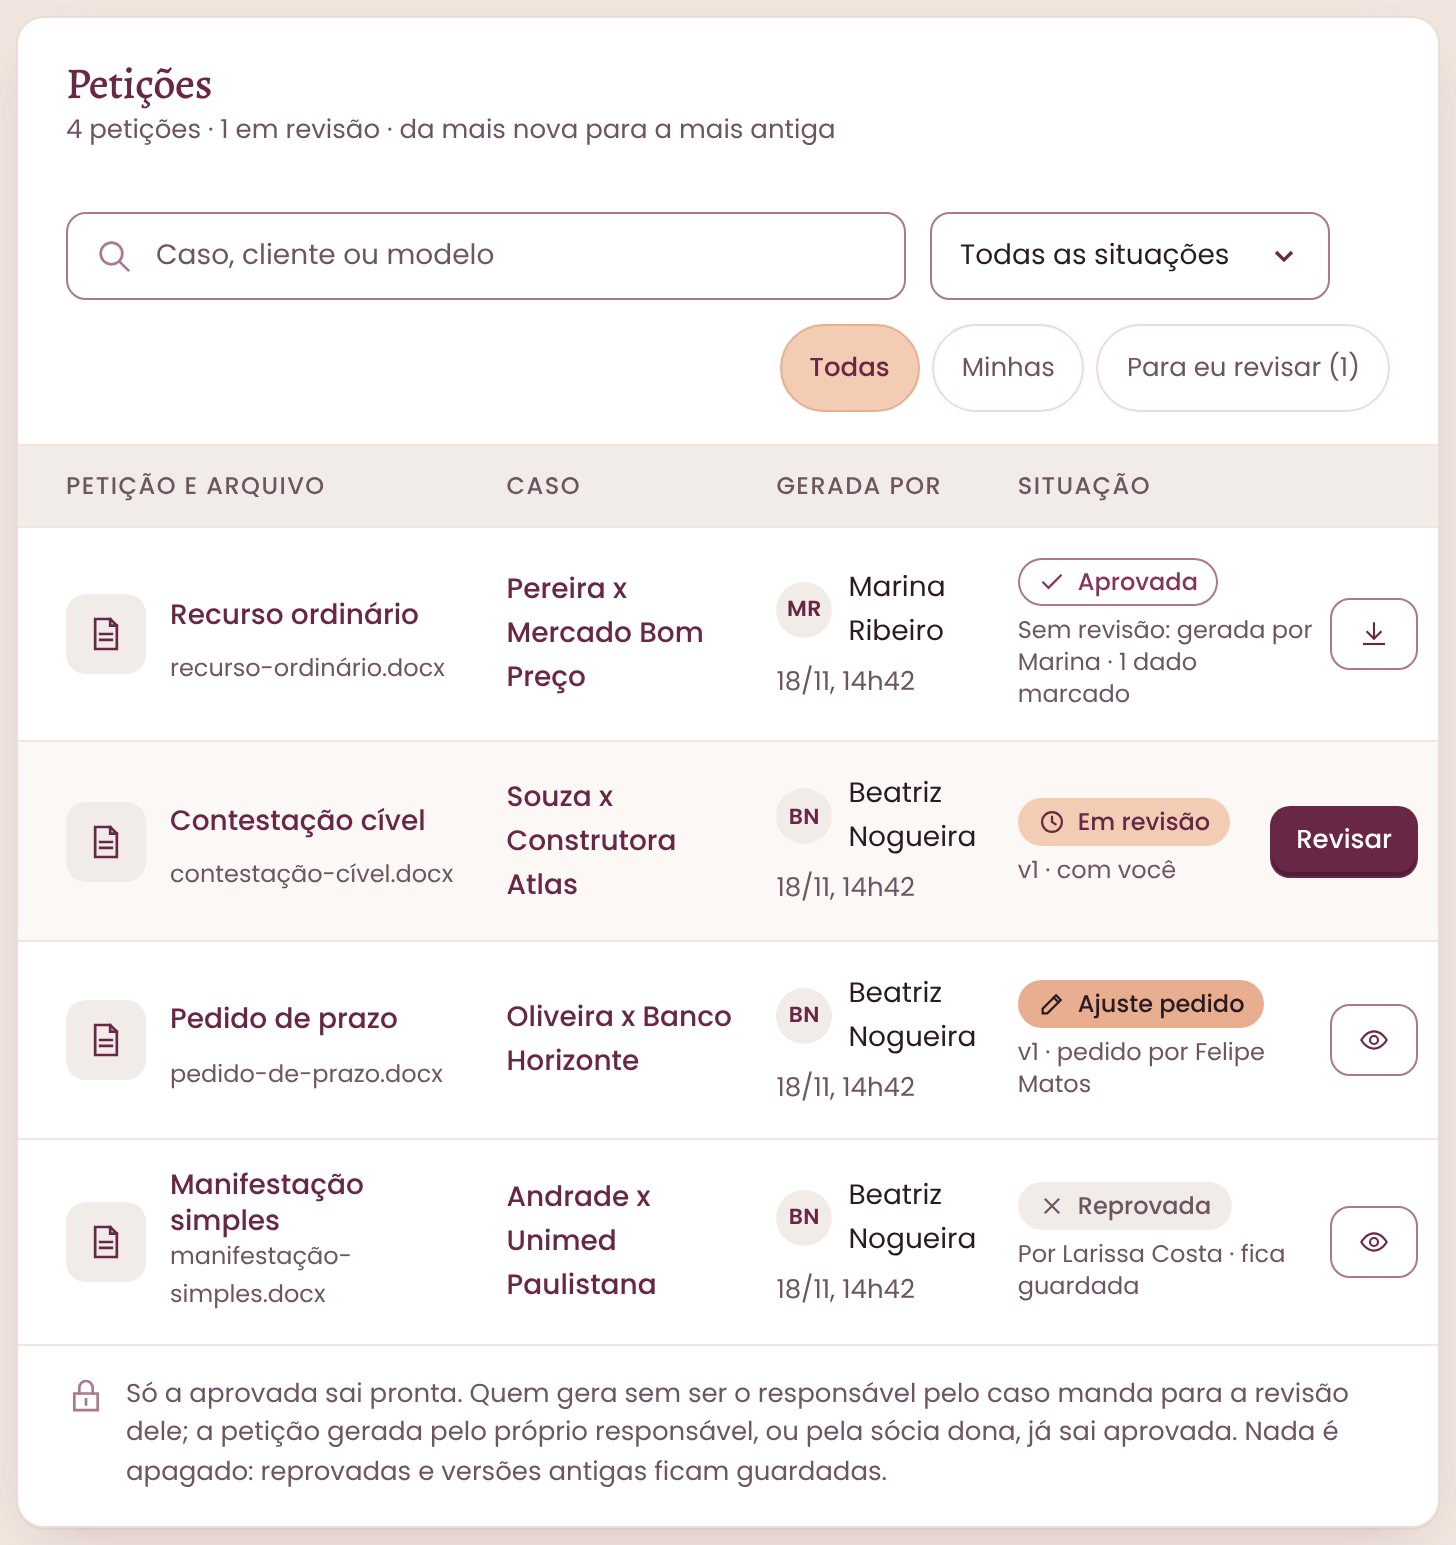 Petições
4 petições · 1 em revisão · da mais nova para a mais antiga
Caso, cliente ou modelo
Todas as situações
Todas
Minhas
Para eu revisar (1)
PETIÇÃO E ARQUIVO
CASO
GERADA POR
SITUAÇÃO
Recurso ordinário
recurso-ordinário.docx
Pereira x
Mercado Bom
Preço
MR
Marina
Ribeiro
18/11, 14h42
Aprovada
Sem revisão: gerada por
Marina · 1 dado
marcado
Contestação cível
contestação-cível.docx
Souza x
Construtora
Atlas
BN
Beatriz
Nogueira
18/11, 14h42
Em revisão
v1 · com você
Revisar
Pedido de prazo
pedido-de-prazo.docx
Oliveira x Banco
Horizonte
BN
Beatriz
Nogueira
18/11, 14h42
Ajuste pedido
v1 · pedido por Felipe
Matos
Manifestação
simples
manifestação-
simples.docx
Andrade x
Unimed
Paulistana
BN
Beatriz
Nogueira
18/11, 14h42
Reprovada
Por Larissa Costa · fica
guardada
Só a aprovada sai pronta. Quem gera sem ser o responsável pelo caso manda para a revisão
dele; a petição gerada pelo próprio responsável, ou pela sócia dona, já sai aprovada. Nada é
apagado: reprovadas e versões antigas ficam guardadas.